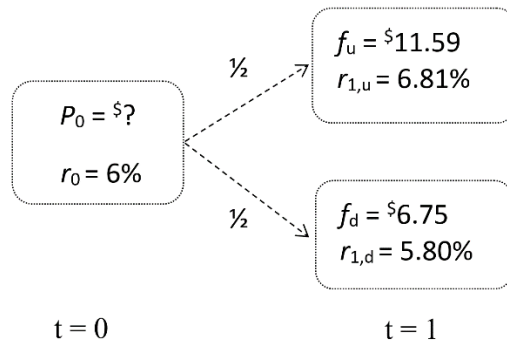 P₀ = $?
r₀ = 6%
½
½
fᵤ = $11.59
r₁,ᵤ = 6.81%
f_d = $6.75
r₁,d = 5.80%
t = 0
t = 1